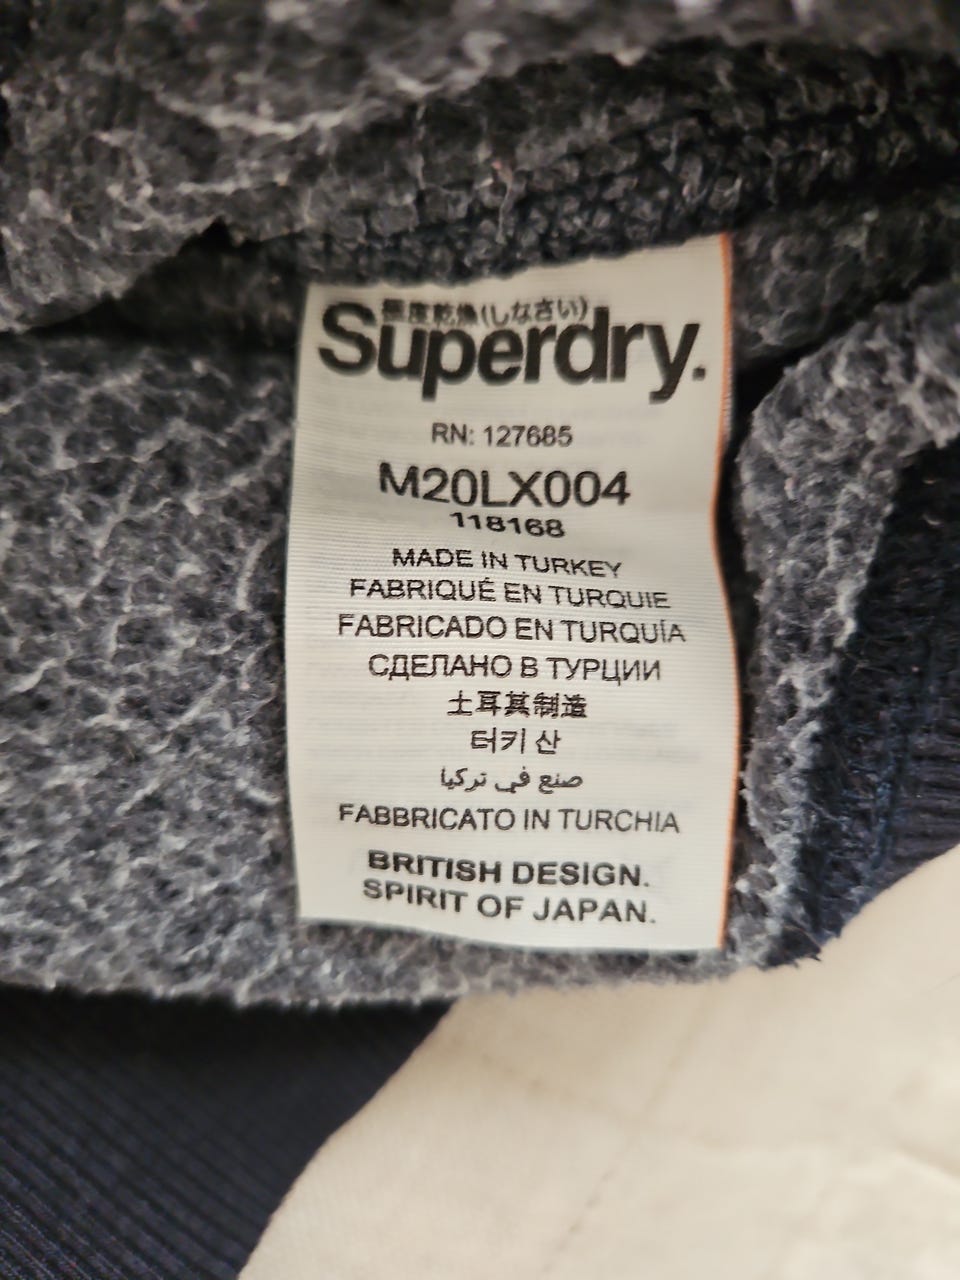 極度乾燥(しなさい)
Superdry.
RN: 127685
M20LX004
118168
MADE IN TURKEY
FABRIQUÉ EN TURQUIE
FABRICADO EN TURQUÍA
СДЕЛАНО В ТУРЦИИ
土耳其制造
터키 산
صنع في تركيا
FABBRICATO IN TURCHIA
BRITISH DESIGN.
SPIRIT OF JAPAN.